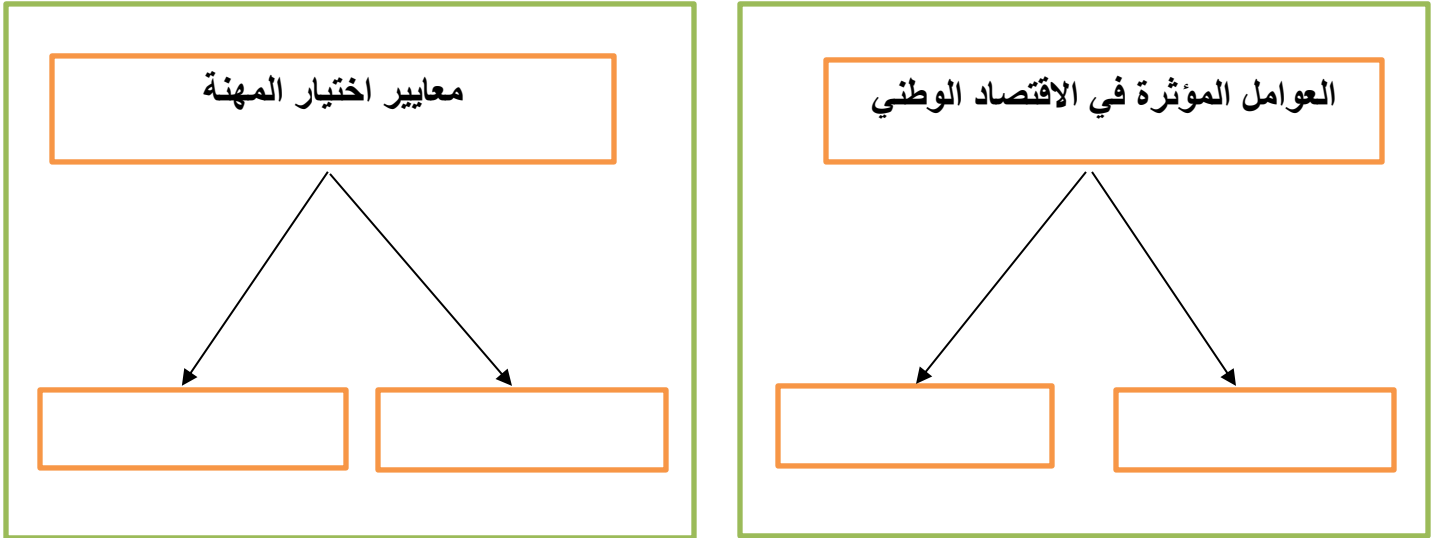 العوامل المؤثرة في الاقتصاد الوطني
معايير اختيار المهنة